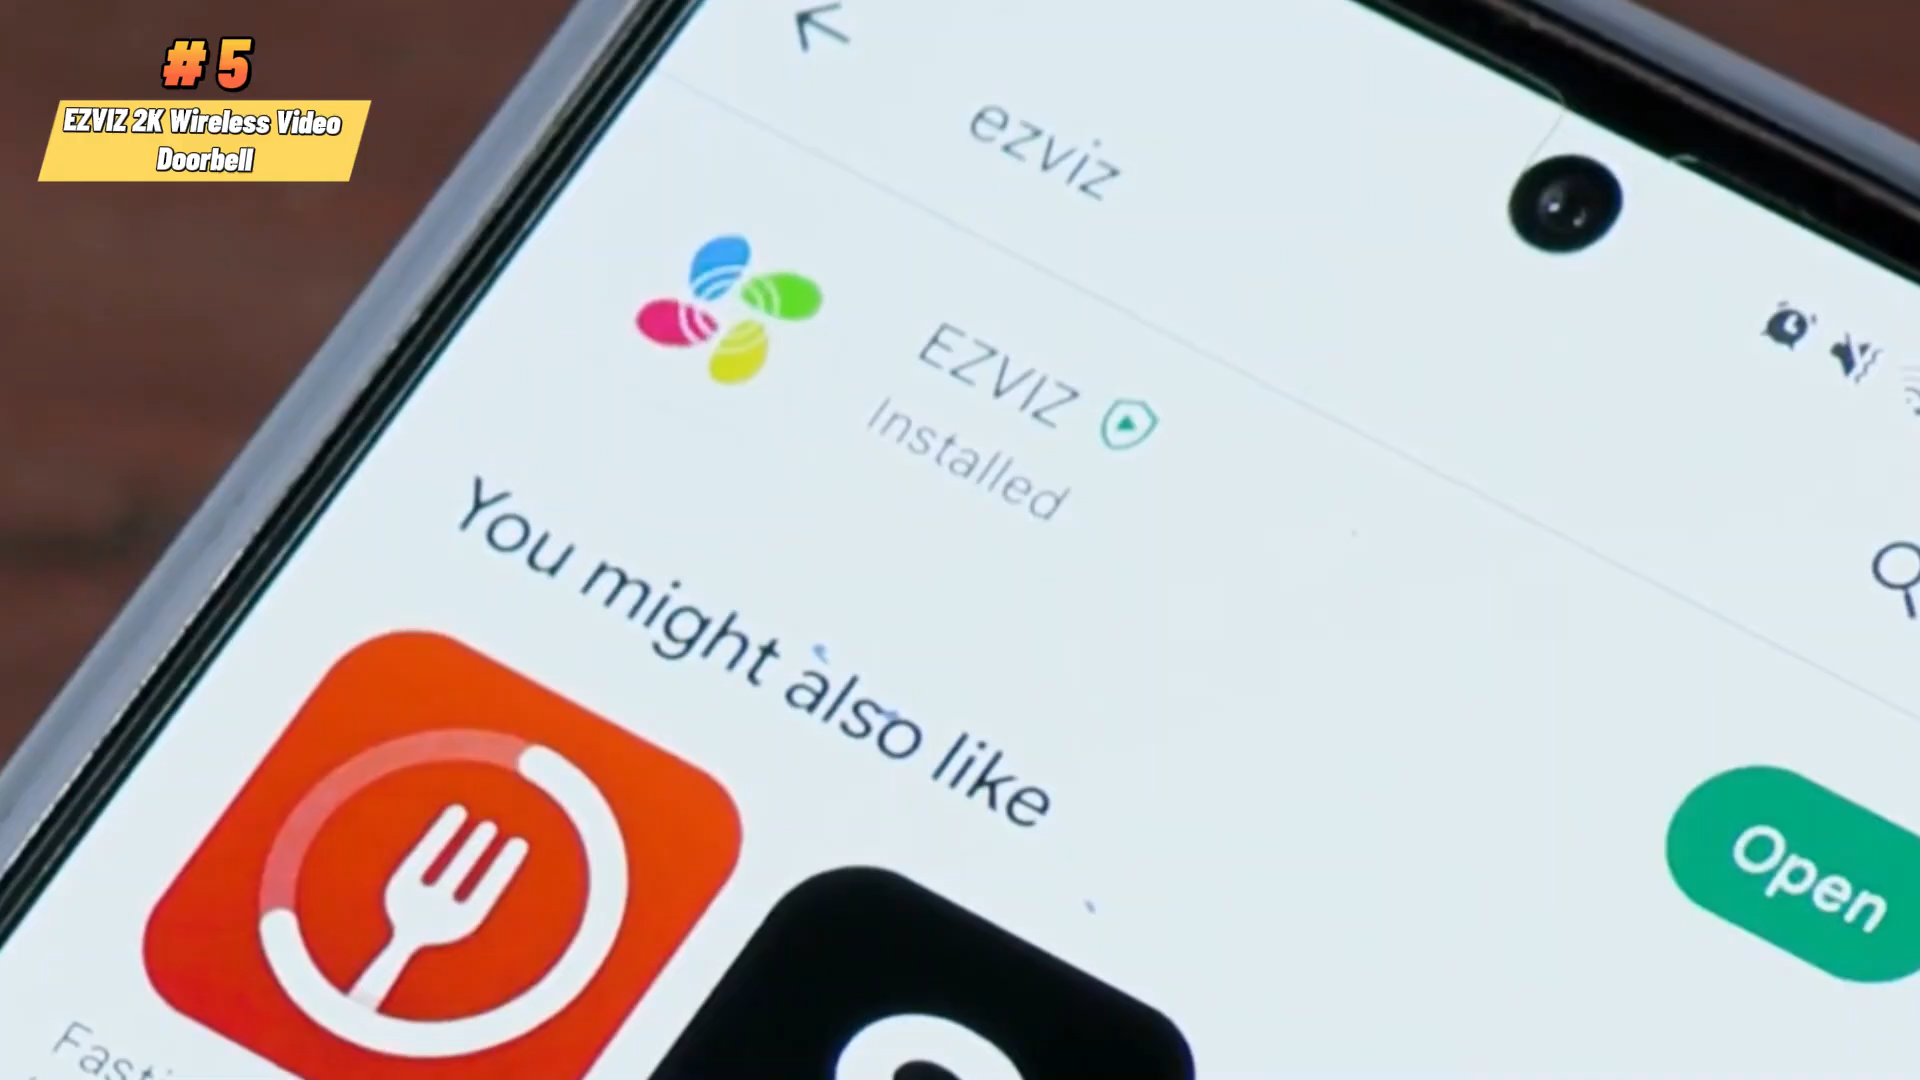 # 5
EZVIZ 2K Wireless Video
Doorbell
ezviz
EZVIZ
Installed
You might also like
Open